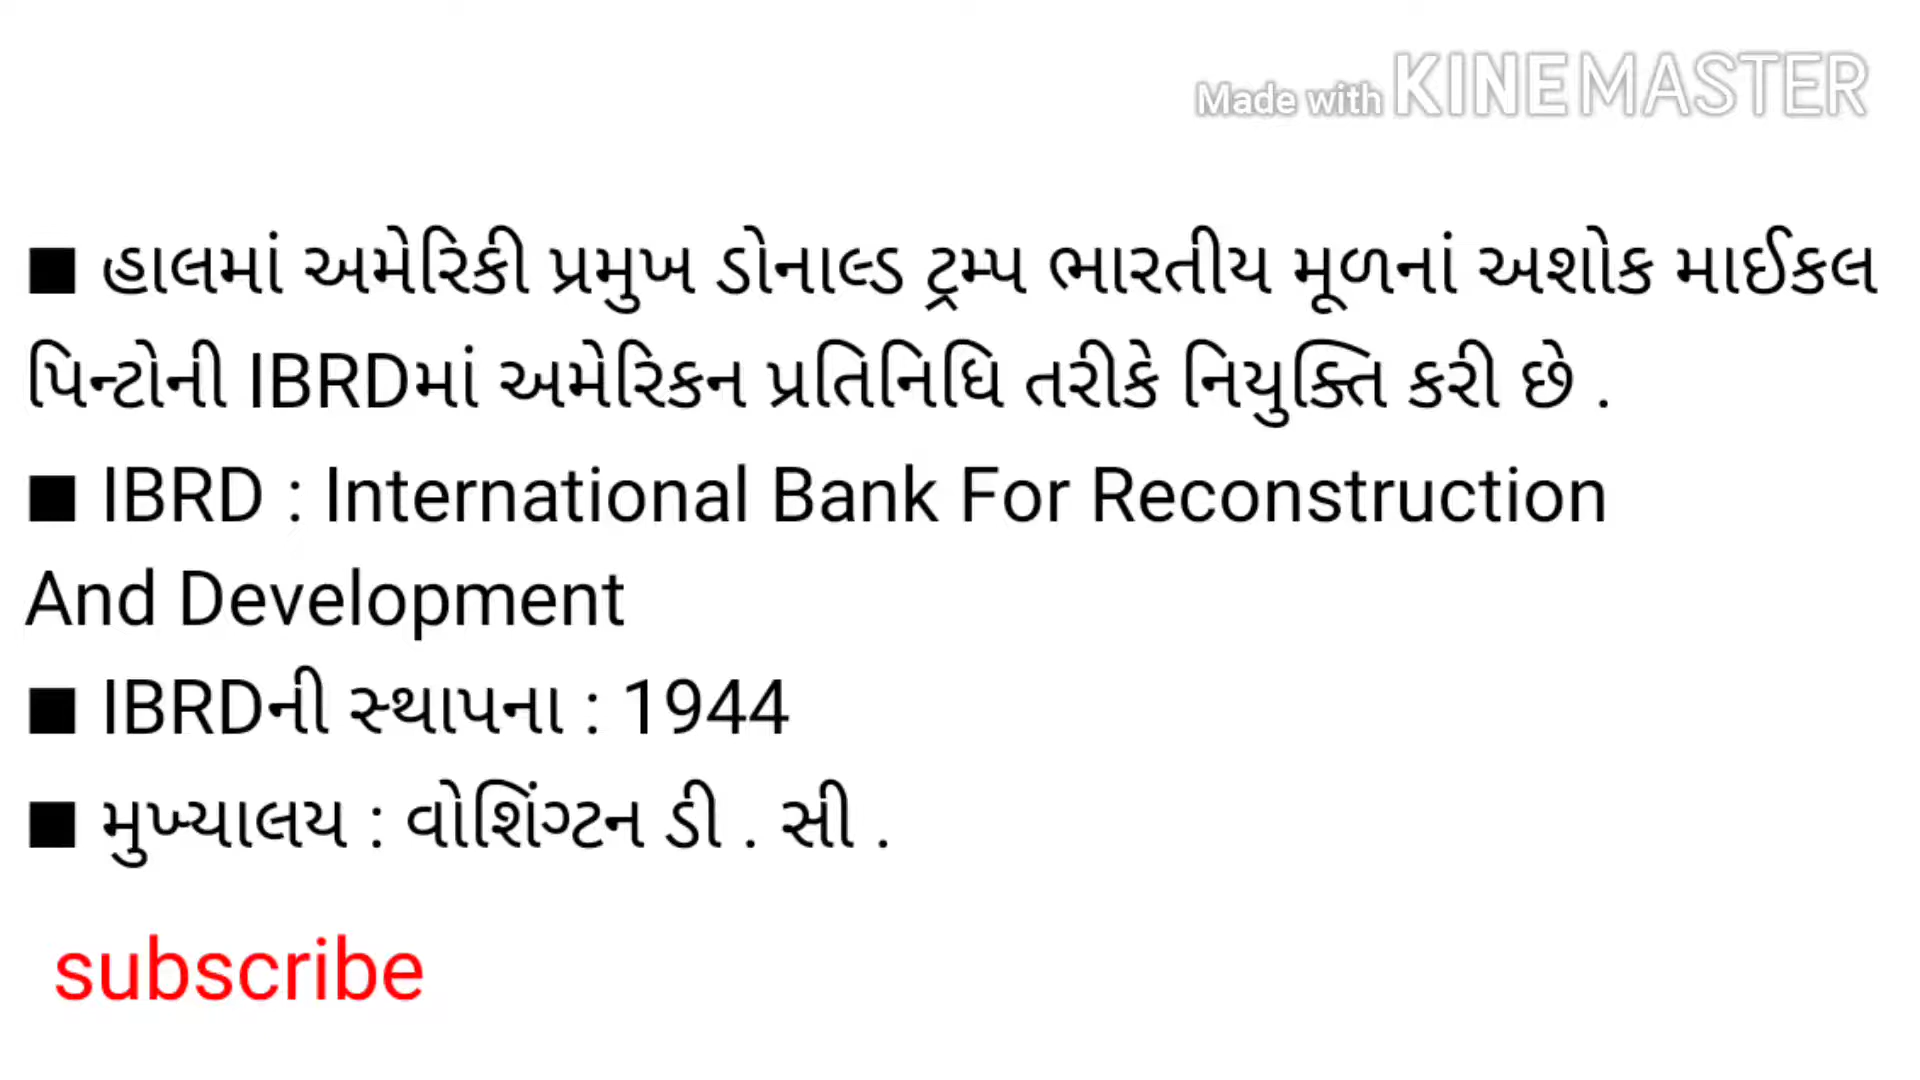 Made with KINEMASTER
■ હાલમાં અમેરિકી પ્રમુખ ડોનાલ્ડ ટ્રમ્પ ભારતીય મૂળનાં અશોક માઈકલ
પિન્ટોની IBRDમાં અમેરિકન પ્રતિનિધિ તરીકે નિયુક્તિ કરી છે .
■ IBRD : International Bank For Reconstruction
And Development
■ IBRDની સ્થાપના : 1944
■ મુખ્યાલય : વોશિંગ્ટન ડી . સી .
subscribe